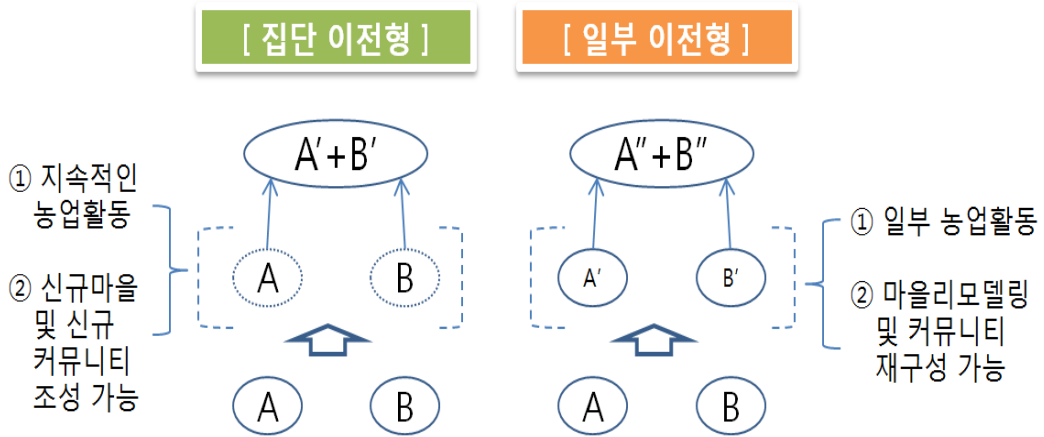 [ 집단 이전형 ]
[ 일부 이전형 ]
A′+B′
A″+B″
① 지속적인
농업활동
② 신규마을
및 신규
커뮤니티
조성 가능
A
B
A′
B′
① 일부 농업활동
② 마을리모델링
및 커뮤니티
재구성 가능
A
B
A
B